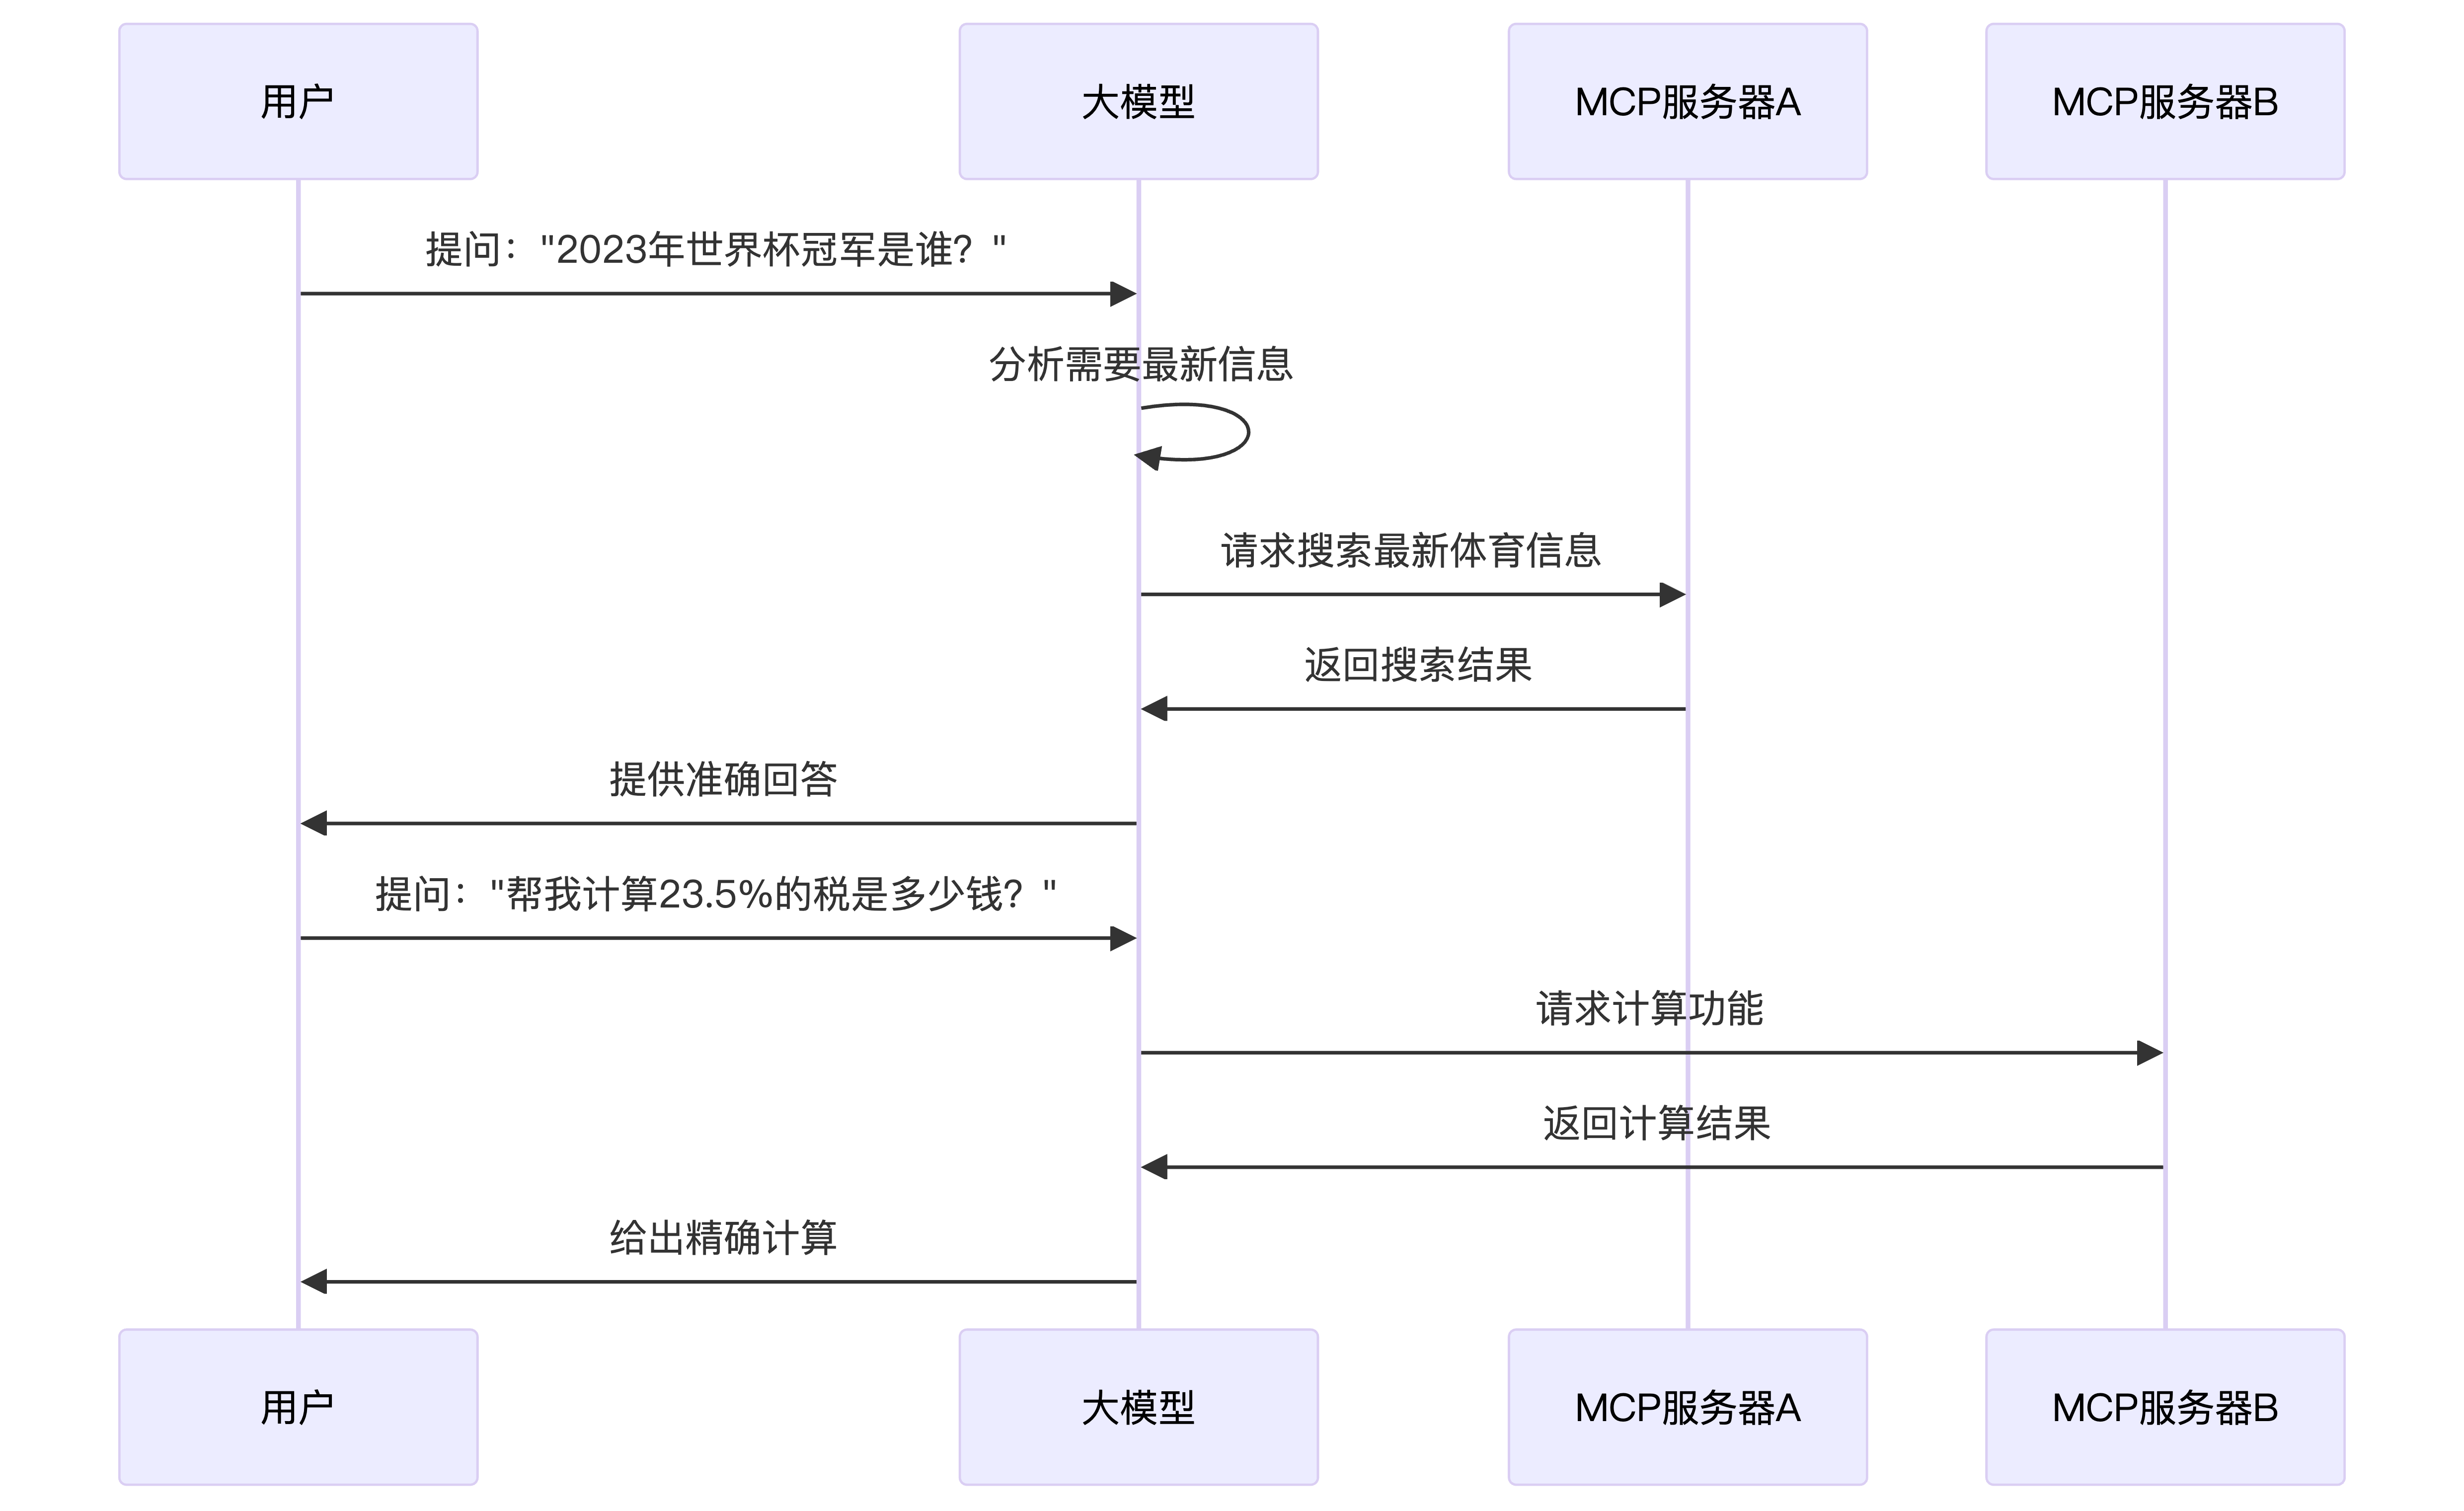 用户
大模型
MCP服务器A
MCP服务器B
提问："2023年世界杯冠军是谁？"
分析需要最新信息
请求搜索最新体育信息
返回搜索结果
提供准确回答
提问："帮我计算23.5%的税是多少钱？"
请求计算功能
返回计算结果
给出精确计算
用户
大模型
MCP服务器A
MCP服务器B